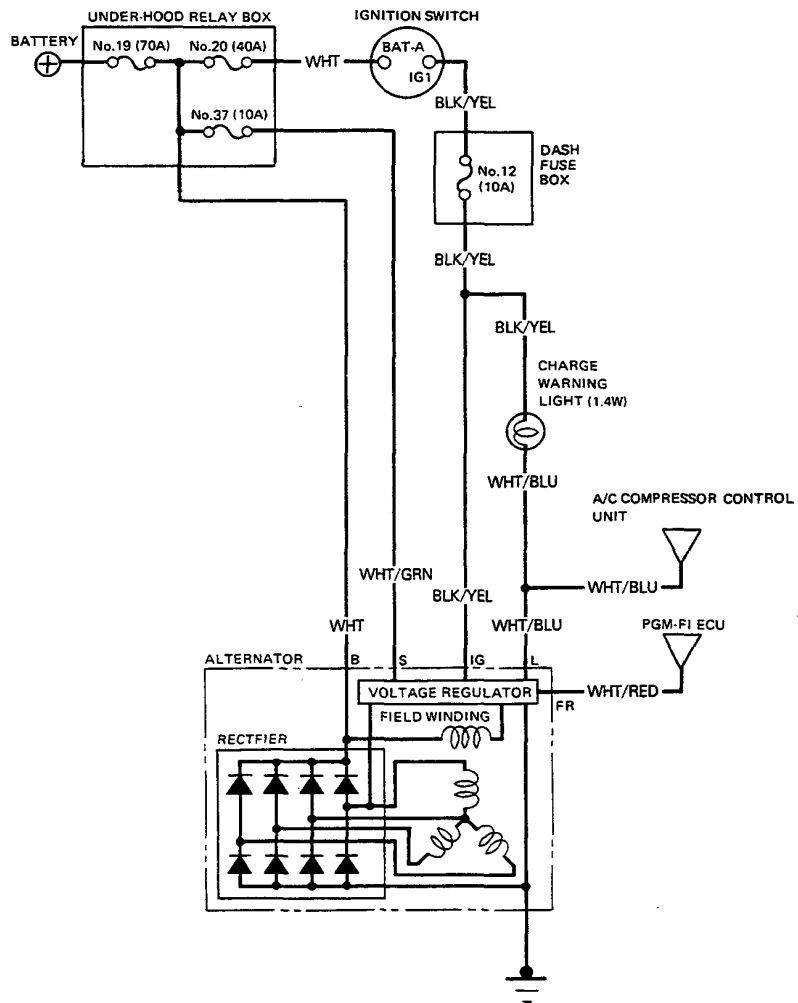 UNDER-HOOD RELAY BOX
IGNITION SWITCH
BATTERY
No.19 (70A)
No.20 (40A)
WHT
BAT-A
IG1
BLK/YEL
No.37 (10A)
DASH
FUSE
BOX
No.12
(10A)
BLK/YEL
BLK/YEL
CHARGE
WARNING
LIGHT (1.4W)
WHT/BLU
A/C COMPRESSOR CONTROL
UNIT
WHT/GRN
WHT/BLU
BLK/YEL
WHT
WHT/BLU
PGM-FI ECU
ALTERNATOR
B
S
IG
L
VOLTAGE REGULATOR
WHT/RED
FR
FIELD WINDING
RECTFIER